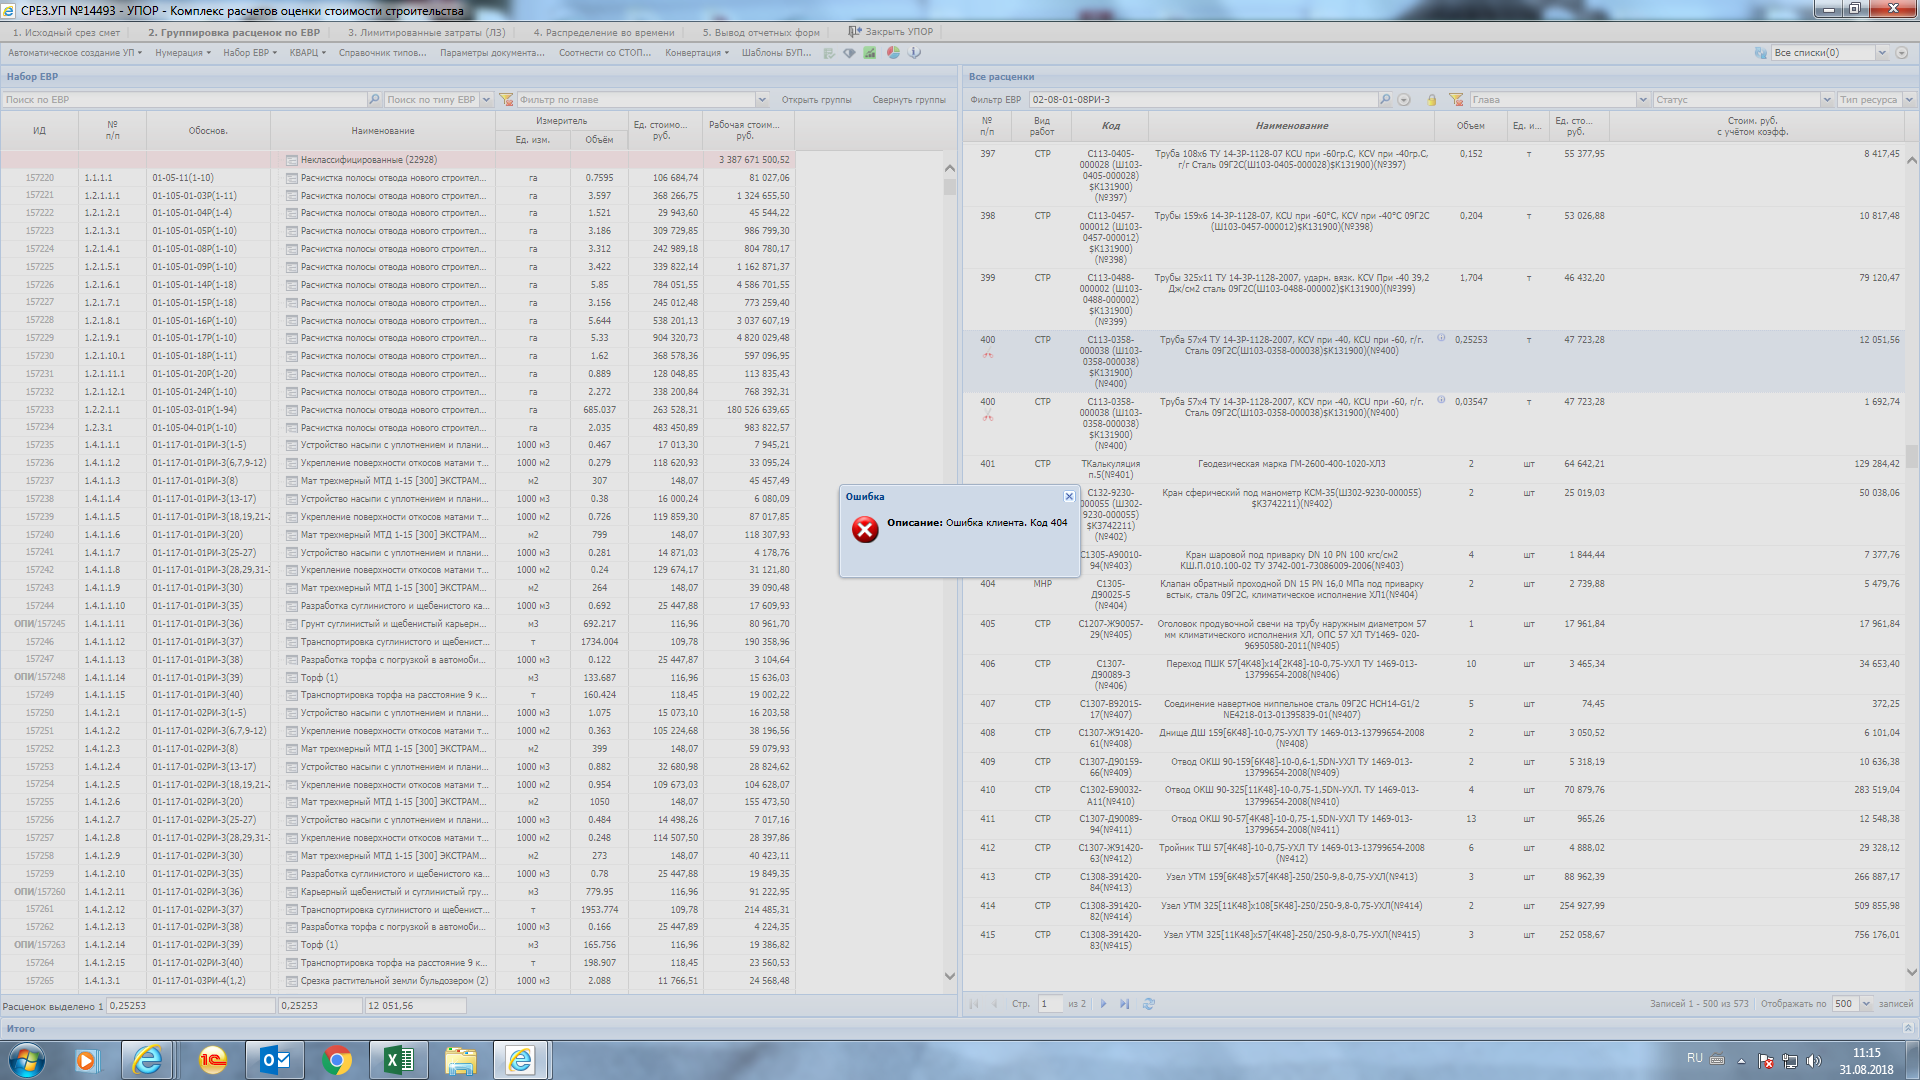 СРЕЗ.УП №14493 - УПОР - Комплекс расчетов оценки стоимости строительства
1. Исходный срез смет
2. Группировка расценок по ЕВР
3. Лимитированные затраты (ЛЗ)
4. Распределение во времени
5. Вывод отчетных форм
Закрыть УПОР
Автоматическое создание УП
Нумерация
Набор ЕВР
КВАРЦ
Справочник типов...
Параметры документа...
Соотнести со СТОП...
Конвертация
Шаблоны БУП...
Все списки(0)
Набор ЕВР
Поиск по ЕВР
Поиск по типу ЕВР
Фильтр по главе
Открыть группы
Свернуть группы
ИД
№ п/п
Обоснов.
Наименование
Измеритель
Ед. изм.
Объём
Ед. стоимо... руб.
Рабочая стоим... руб.
Неклассифицированные (22928) 3 387 671 500,52
157220 1.1.1.1 01-05-11(1-10) Расчистка полосы отвода нового строител... га 0.7595 106 684,74 81 027,06
157221 1.2.1.1.1 01-105-01-03Р(1-11) Расчистка полосы отвода нового строител... га 3.597 368 266,75 1 324 655,50
157222 1.2.1.2.1 01-105-01-04Р(1-4) Расчистка полосы отвода нового строител... га 1.521 29 943,60 45 544,22
157223 1.2.1.3.1 01-105-01-05Р(1-10) Расчистка полосы отвода нового строител... га 3.186 309 729,85 986 799,30
157224 1.2.1.4.1 01-105-01-08Р(1-10) Расчистка полосы отвода нового строител... га 3.312 242 989,18 804 780,17
157225 1.2.1.5.1 01-105-01-09Р(1-10) Расчистка полосы отвода нового строител... га 3.422 339 822,14 1 162 871,37
157226 1.2.1.6.1 01-105-01-14Р(1-18) Расчистка полосы отвода нового строител... га 5.85 784 051,55 4 586 701,55
157227 1.2.1.7.1 01-105-01-15Р(1-18) Расчистка полосы отвода нового строител... га 3.156 245 012,48 773 259,40
157228 1.2.1.8.1 01-105-01-16Р(1-10) Расчистка полосы отвода нового строител... га 5.644 538 201,13 3 037 607,19
157229 1.2.1.9.1 01-105-01-17Р(1-10) Расчистка полосы отвода нового строител... га 5.33 904 320,73 4 820 029,48
157230 1.2.1.10.1 01-105-01-18Р(1-11) Расчистка полосы отвода нового строител... га 1.62 368 578,36 597 096,95
157231 1.2.1.11.1 01-105-01-20Р(1-20) Расчистка полосы отвода нового строител... га 0.889 128 048,85 113 835,43
157232 1.2.1.12.1 01-105-01-24Р(1-10) Расчистка полосы отвода нового строител... га 2.272 338 200,84 768 392,31
157233 1.2.2.1.1 01-105-03-01Р(1-94) Расчистка полосы отвода нового строител... га 685.037 263 528,31 180 526 639,65
157234 1.2.3.1 01-105-04-01Р(1-10) Расчистка полосы отвода нового строител... га 2.035 483 450,89 983 822,57
157235 1.4.1.1.1 01-117-01-01РИ-3(1-5) Устройство насыпи с уплотнением и плани... 1000 м3 0.467 17 013,30 7 945,21
157236 1.4.1.1.2 01-117-01-01РИ-3(6,7,9-12) Укрепление поверхности откосов матами т... 1000 м2 0.279 118 620,93 33 095,24
157237 1.4.1.1.3 01-117-01-01РИ-3(8) Мат трехмерный МТД 1-15 [300] ЭКСТРАМ... м2 307 148,07 45 457,49
157238 1.4.1.1.4 01-117-01-01РИ-3(13-17) Устройство насыпи с уплотнением и плани... 1000 м3 0.38 16 000,24 6 080,09
157239 1.4.1.1.5 01-117-01-01РИ-3(18,19,21-2 Укрепление поверхности откосов матами т... 1000 м2 0.726 119 859,30 87 017,85
157240 1.4.1.1.6 01-117-01-01РИ-3(20) Мат трехмерный МТД 1-15 [300] ЭКСТРАМ... м2 799 148,07 118 307,93
157241 1.4.1.1.7 01-117-01-01РИ-3(25-27) Устройство насыпи с уплотнением и плани... 1000 м3 0.281 14 871,03 4 178,76
157242 1.4.1.1.8 01-117-01-01РИ-3(28,29,31-3 Укрепление поверхности откосов матами т... 1000 м2 0.24 129 674,17 31 121,80
157243 1.4.1.1.9 01-117-01-01РИ-3(30) Мат трехмерный МТД 1-15 [300] ЭКСТРАМ... м2 264 148,07 39 090,48
157244 1.4.1.1.10 01-117-01-01РИ-3(35) Разработка суглинистого и щебенистого ка... 1000 м3 0.692 25 447,88 17 609,93
ОПИ/157245 1.4.1.1.11 01-117-01-01РИ-3(36) Грунт суглинистый и щебенистый карьерн... м3 692.217 116,96 80 961,70
157246 1.4.1.1.12 01-117-01-01РИ-3(37) Транспортировка суглинистого и щебенист... т 1734.004 109,78 190 358,96
157247 1.4.1.1.13 01-117-01-01РИ-3(38) Разработка торфа с погрузкой в автомоби... 1000 м3 0.122 25 447,87 3 104,64
ОПИ/157248 1.4.1.1.14 01-117-01-01РИ-3(39) Торф (1) м3 133.687 116,96 15 636,03
157249 1.4.1.1.15 01-117-01-01РИ-3(40) Транспортировка торфа на расстояние 9 к... т 160.424 118,45 19 002,22
157250 1.4.1.2.1 01-117-01-02РИ-3(1-5) Устройство насыпи с уплотнением и плани... 1000 м3 1.075 15 073,10 16 203,58
157251 1.4.1.2.2 01-117-01-02РИ-3(6,7,9-12) Укрепление поверхности откосов матами т... 1000 м2 0.363 105 224,68 38 196,56
157252 1.4.1.2.3 01-117-01-02РИ-3(8) Мат трехмерный МТД 1-15 [300] ЭКСТРАМ... м2 399 148,07 59 079,93
157253 1.4.1.2.4 01-117-01-02РИ-3(13-17) Устройство насыпи с уплотнением и плани... 1000 м3 0.882 32 680,98 28 824,62
157254 1.4.1.2.5 01-117-01-02РИ-3(18,19,21-2 Укрепление поверхности откосов матами т... 1000 м2 0.954 109 673,03 104 628,07
157255 1.4.1.2.6 01-117-01-02РИ-3(20) Мат трехмерный МТД 1-15 [300] ЭКСТРАМ... м2 1050 148,07 155 473,50
157256 1.4.1.2.7 01-117-01-02РИ-3(25-27) Устройство насыпи с уплотнением и плани... 1000 м3 0.484 14 498,26 7 017,16
157257 1.4.1.2.8 01-117-01-02РИ-3(28,29,31-3 Укрепление поверхности откосов матами т... 1000 м2 0.248 114 507,50 28 397,86
157258 1.4.1.2.9 01-117-01-02РИ-3(30) Мат трехмерный МТД 1-15 [300] ЭКСТРАМ... м2 273 148,07 40 423,11
157259 1.4.1.2.10 01-117-01-02РИ-3(35) Разработка суглинистого и щебенистого ка... 1000 м3 0.78 25 447,88 19 849,35
ОПИ/157260 1.4.1.2.11 01-117-01-02РИ-3(36) Карьерный щебенистый и суглинистый гру... м3 779.95 116,96 91 222,95
157261 1.4.1.2.12 01-117-01-02РИ-3(37) Транспортировка суглинистого и щебенист... т 1953.774 109,78 214 485,31
157262 1.4.1.2.13 01-117-01-02РИ-3(38) Разработка торфа с погрузкой в автомоби... 1000 м3 0.166 25 447,89 4 224,35
ОПИ/157263 1.4.1.2.14 01-117-01-02РИ-3(39) Торф (1) м3 165.756 116,96 19 386,82
157264 1.4.1.2.15 01-117-01-02РИ-3(40) Транспортировка торфа на расстояние 9 к... т 198.907 118,45 23 560,53
157265 1.4.1.3.1 01-117-01-03РИ-4(1,2) Срезка растительной земли бульдозером (2) 1000 м3 2.088 11 766,51 24 568,48
Расценок выделено 1 0,25253 0,25253 12 051,56
Итого
Все расценки
Фильтр ЕВР 02-08-01-08РИ-3
Глава
Статус
Тип ресурса
№ п/п
Вид работ
Код
Наименование
Объем
Ед. и...
Ед. сто... руб.
Стоим. руб. с учётом коэфф.
397 СТР С113-0405- Труба 108х6 ТУ 14-3Р-1128-07 KCU при -60гр.С, KCV при -40гр.С, 0,152 т 55 377,95 8 417,45
000028 (Ш103- г/г Сталь 09Г2С(Ш103-0405-000028)$К131900)(№397)
0405-000028)
$К131900)
(№397)
398 СТР С113-0457- Трубы 159х6 14-3Р-1128-07, KCU при -60°С, KCV при -40°С 09Г2С 0,204 т 53 026,88 10 817,48
000012 (Ш103- (Ш103-0457-000012)$К131900)(№398)
0457-000012)
$К131900)
(№398)
399 СТР С113-0488- Трубы 325х11 ТУ 14-3Р-1128-2007, ударн. вязк. KCV При -40 39,2 1,704 т 46 432,20 79 120,47
000002 (Ш103- Дж/см2 сталь 09Г2С(Ш103-0488-000002)$К131900)(№399)
0488-000002)
$К131900)
(№399)
400 СТР С113-0358- Труба 57х4 ТУ 14-3Р-1128-2007, KCV при -40, KCU при -60, г/г. 0,25253 т 47 723,28 12 051,56
000038 (Ш103- Сталь 09Г2С(Ш103-0358-000038)$К131900)(№400)
0358-000038)
$К131900)
(№400)
400 СТР С113-0358- Труба 57х4 ТУ 14-3Р-1128-2007, KCV при -40, KCU при -60, г/г. 0,03547 т 47 723,28 1 692,74
000038 (Ш103- Сталь 09Г2С(Ш103-0358-000038)$К131900)(№400)
0358-000038)
$К131900)
(№400)
401 СТР ТКалькуляция Геодезическая марка ГМ-2600-400-1020-ХЛ3 2 шт 64 642,21 129 284,42
п.5(№401)
С132-9230- Кран сферический под манометр КСМ-35(Ш302-9230-000055) 2 шт 25 019,03 50 038,06
000055 (Ш302- $К3742211)(№402)
9230-000055)
$К3742211)
(№402)
С1305-А90010- Кран шаровой под приварку DN 10 PN 100 кгс/см2 4 шт 1 844,44 7 377,76
94(№403) КШ.П.010.100-02 ТУ 3742-001-73086009-2006(№403)
404 МНР С1305- Клапан обратный проходной DN 15 PN 16,0 МПа под приварку 2 шт 2 739,88 5 479,76
Д90025-5 встык, сталь 09Г2С, климатическое исполнение ХЛ1(№404)
(№404)
405 СТР С1207-Ж90057- Оголовок продувочной свечи на трубу наружным диаметром 57 1 шт 17 961,84 17 961,84
29(№405) мм климатического исполнения ХЛ, ОПС 57 ХЛ ТУ1469- 020-
96950580-2011(№405)
406 СТР С1307- Переход ПШК 57[4К48]х14[2К48]-10-0,75-УХЛ ТУ 1469-013- 10 шт 3 465,34 34 653,40
Д90089-3 13799654-2008(№406)
(№406)
407 СТР С1307-В92015- Соединение навертное ниппельное сталь 09Г2С НСН14-G1/2 5 шт 74,45 372,25
17(№407) NE4218-013-01395839-01(№407)
408 СТР С1307-Ж91420- Днище ДШ 159[6К48]-10-0,75-УХЛ ТУ 1469-013-13799654-2008 2 шт 3 050,52 6 101,04
61(№408) (№408)
409 СТР С1307-Д90159- Отвод ОКШ 90-159[6К48]-10-0,6-1,5DN-УХЛ ТУ 1469-013- 2 шт 5 318,19 10 636,38
66(№409) 13799654-2008(№409)
410 СТР С1302-Б90032- Отвод ОКШ 90-325[11К48]-10-0,75-1,5DN-УХЛ. ТУ 1469-013- 4 шт 70 879,76 283 519,04
А11(№410) 13799654-2008(№410)
411 СТР С1307-Д90089- Отвод ОКШ 90-57[4К48]-10-0,75-1,5DN-УХЛ ТУ 1469-013- 13 шт 965,26 12 548,38
94(№411) 13799654-2008(№411)
412 СТР С1307-Ж91420- Тройник ТШ 57[4К48]-10-0,75-УХЛ ТУ 1469-013-13799654-2008 6 шт 4 888,02 29 328,12
63(№412) (№412)
413 СТР С1308-391420- Узел УТМ 159[6К48]х57[4К48]-250/250-9,8-0,75-УХЛ(№413) 3 шт 88 962,39 266 887,17
84(№413)
414 СТР С1308-391420- Узел УТМ 325[11К48]х108[5К48]-250/250-9,8-0,75-УХЛ(№414) 2 шт 254 927,99 509 855,98
82(№414)
415 СТР С1308-391420- Узел УТМ 325[11К48]х57[4К48]-250/250-9,8-0,75-УХЛ(№415) 3 шт 252 058,67 756 176,01
83(№415)
Стр. 1 из 2
Записей 1 - 500 из 573
Отображать по 500 записей
Ошибка
Описание: Ошибка клиента. Код 404
RU
11:15
31.08.2018